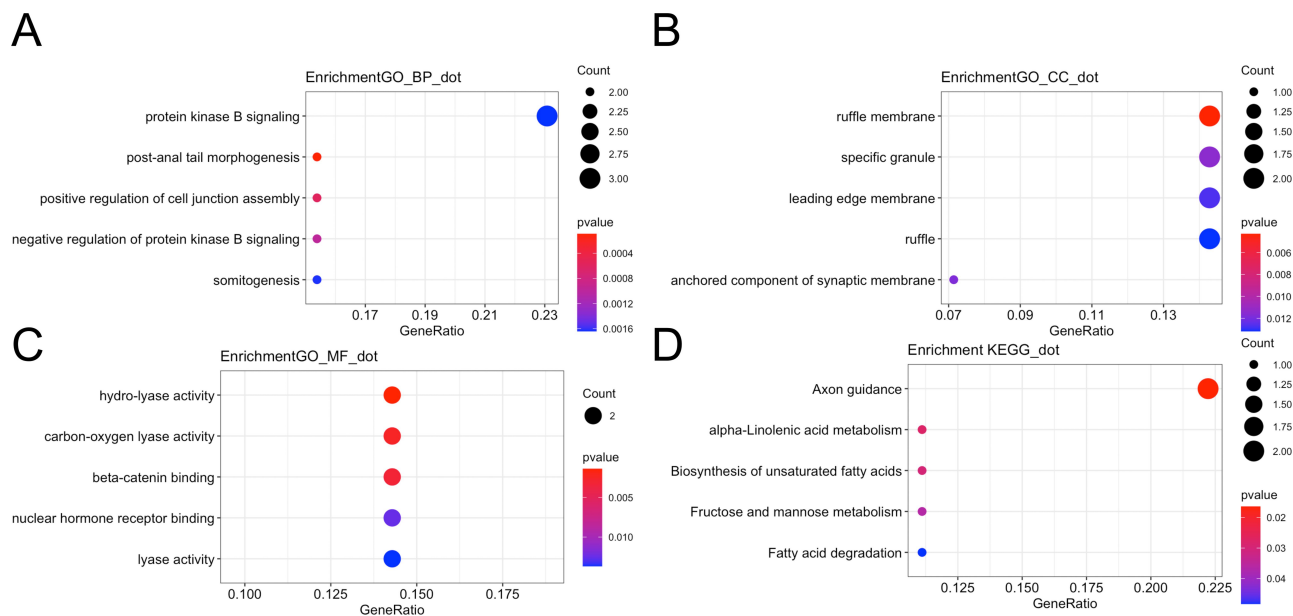 A
EnrichmentGO_BP_dot
protein kinase B signaling
post-anal tail morphogenesis
positive regulation of cell junction assembly
negative regulation of protein kinase B signaling
somitogenesis
0.17 0.19 0.21 0.23
GeneRatio
Count
2.00
2.25
2.50
2.75
3.00
pvalue
0.0004
0.0008
0.0012
0.0016
B
EnrichmentGO_CC_dot
ruffle membrane
specific granule
leading edge membrane
ruffle
anchored component of synaptic membrane
0.07 0.09 0.11 0.13
GeneRatio
Count
1.00
1.25
1.50
1.75
2.00
pvalue
0.006
0.008
0.010
0.012
C
EnrichmentGO_MF_dot
hydro-lyase activity
carbon-oxygen lyase activity
beta-catenin binding
nuclear hormone receptor binding
lyase activity
0.100 0.125 0.150 0.175
GeneRatio
Count
2
pvalue
0.005
0.010
D
Enrichment KEGG_dot
Axon guidance
alpha-Linolenic acid metabolism
Biosynthesis of unsaturated fatty acids
Fructose and mannose metabolism
Fatty acid degradation
0.125 0.150 0.175 0.200 0.225
GeneRatio
Count
1.00
1.25
1.50
1.75
2.00
pvalue
0.02
0.03
0.04